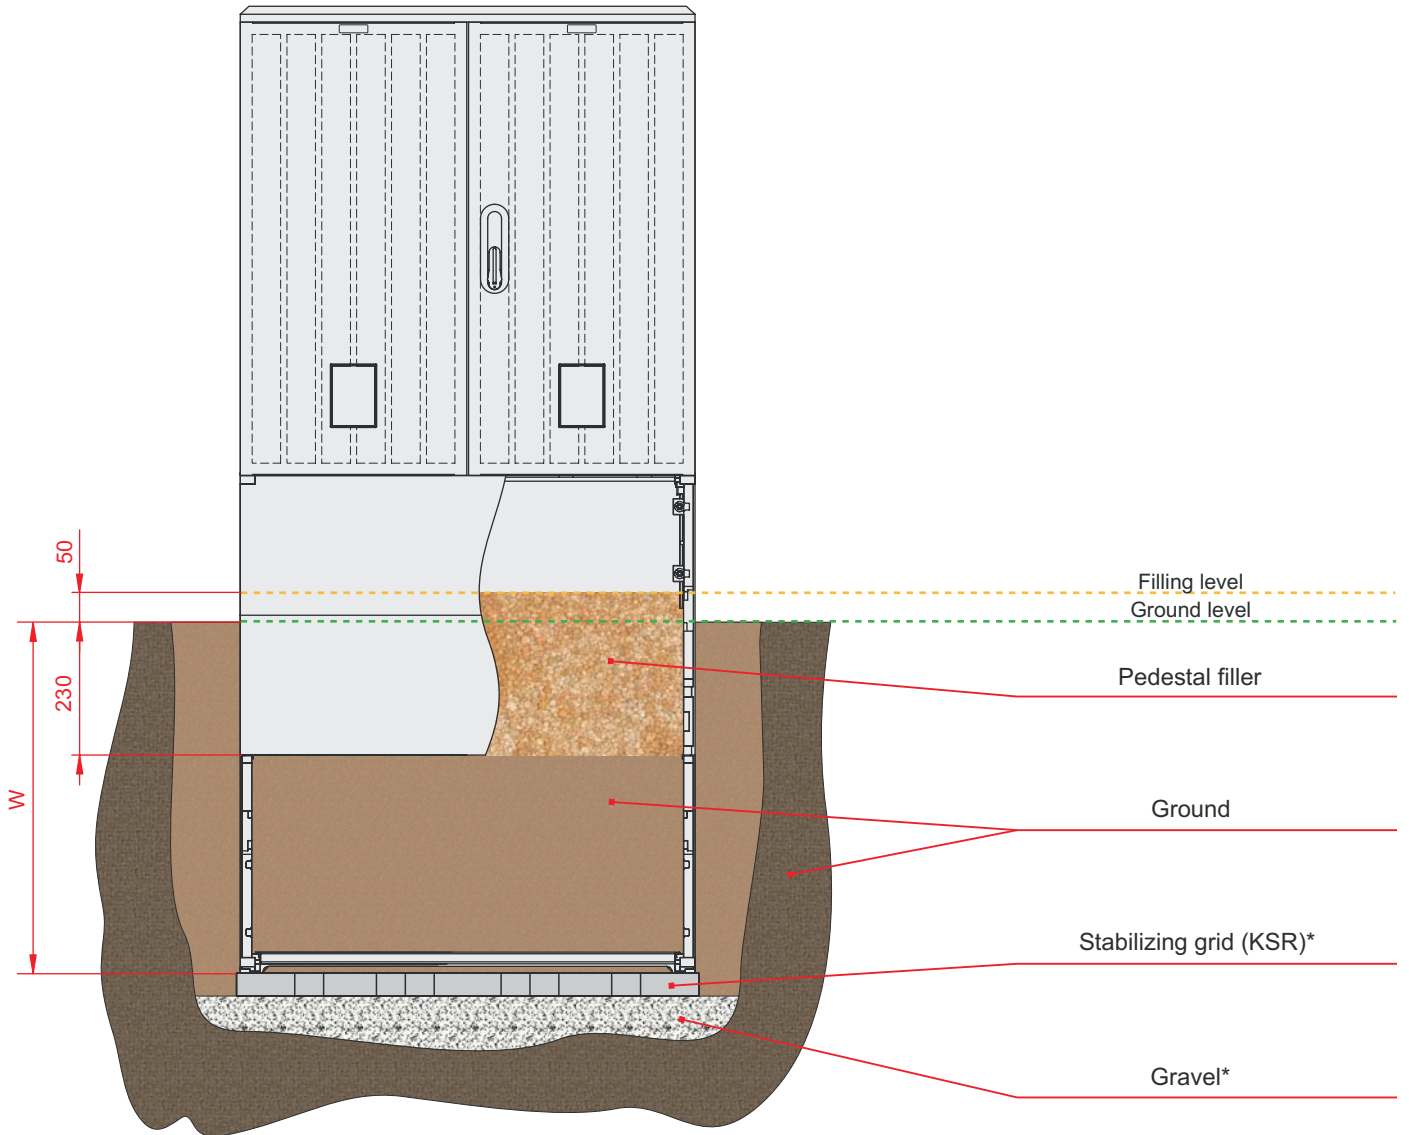 50
Filling level
Ground level
Pedestal filler
230
W
Ground
Stabilizing grid (KSR)*
Gravel*